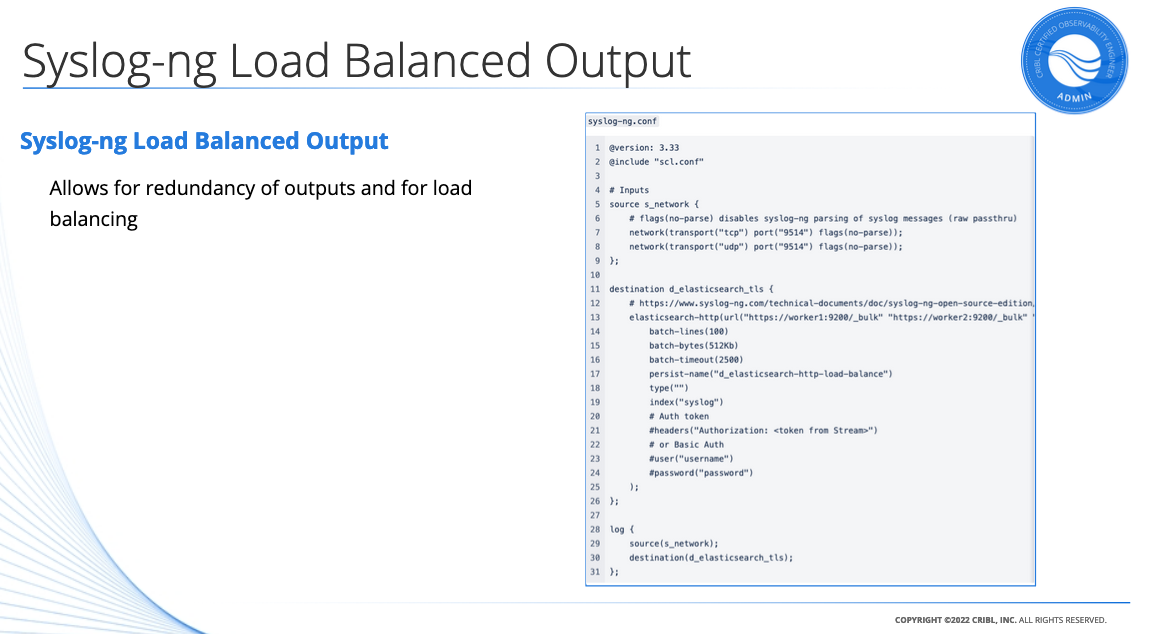 Syslog-ng Load Balanced Output
CRIBL CERTIFIED OBSERVABILITY ENGINEER
ADMIN
Syslog-ng Load Balanced Output
Allows for redundancy of outputs and for load
balancing
syslog-ng.conf
1 @version: 3.33
2 @include "scl.conf"
3
4 # Inputs
5 source s_network {
6     # flags(no-parse) disables syslog-ng parsing of syslog messages (raw passthru)
7     network(transport("tcp") port("9514") flags(no-parse));
8     network(transport("udp") port("9514") flags(no-parse));
9 };
10
11 destination d_elasticsearch_tls {
12     # https://www.syslog-ng.com/technical-documents/doc/syslog-ng-open-source-edition
13     elasticsearch-http(url("https://worker1:9200/_bulk" "https://worker2:9200/_bulk" "
14         batch-lines(100)
15         batch-bytes(512Kb)
16         batch-timeout(2500)
17         persist-name("d_elasticsearch-http-load-balance")
18         type("")
19         index("syslog")
20         # Auth token
21         #headers("Authorization: <token from Stream>")
22         # or Basic Auth
23         #user("username")
24         #password("password")
25     );
26 };
27
28 log {
29     source(s_network);
30     destination(d_elasticsearch_tls);
31 };
COPYRIGHT ©2022 CRIBL, INC. ALL RIGHTS RESERVED.